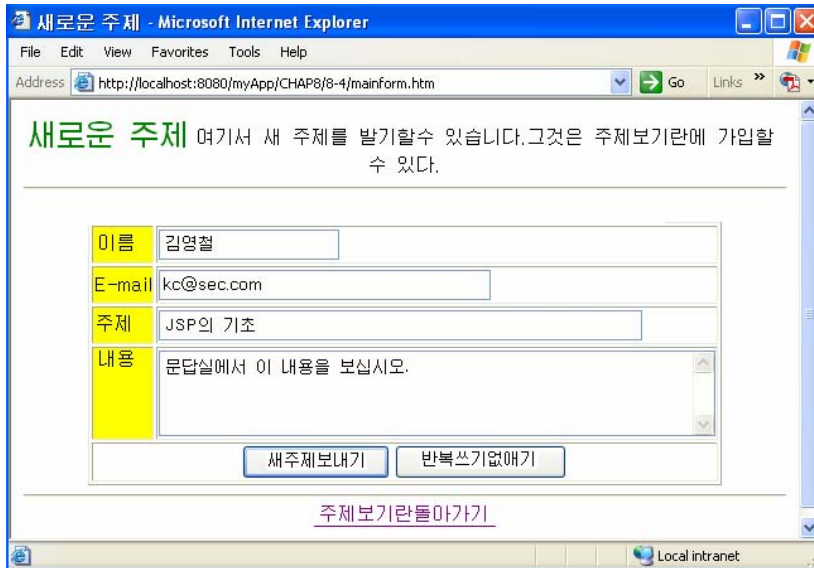 새로운 주제 - Microsoft Internet Explorer
File Edit View Favorites Tools Help
Address http://localhost:8080/myApp/CHAP8/8-4/mainform.htm Go Links »
새로운 주제 여기서 새 주제를 발기할수 있습니다.그것은 주제보기란에 가입할
수 있다.
이름 김영철
E-mail kc@sec.com
주제 JSP의 기초
내용 문답실에서 이 내용을 보십시오.
새주제보내기 반복쓰기없애기
주제보기란돌아가기
Local intranet